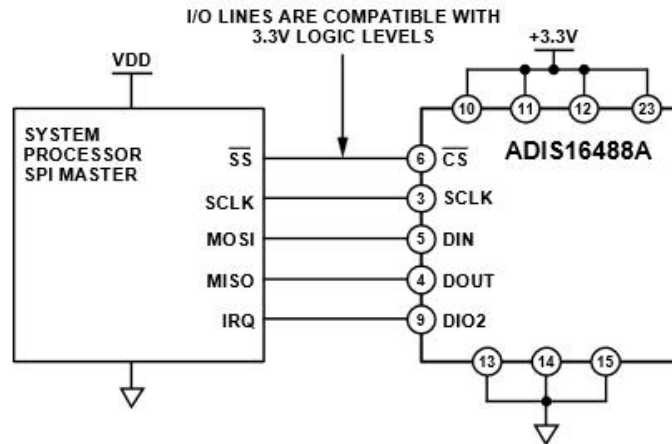 I/O LINES ARE COMPATIBLE WITH
3.3V LOGIC LEVELS
VDD
+3.3V
10 11 12 23
SYSTEM
PROCESSOR
SPI MASTER
ADIS16488A
SS 6 CS
SCLK 3 SCLK
MOSI 5 DIN
MISO 4 DOUT
IRQ 9 DIO2
13 14 15